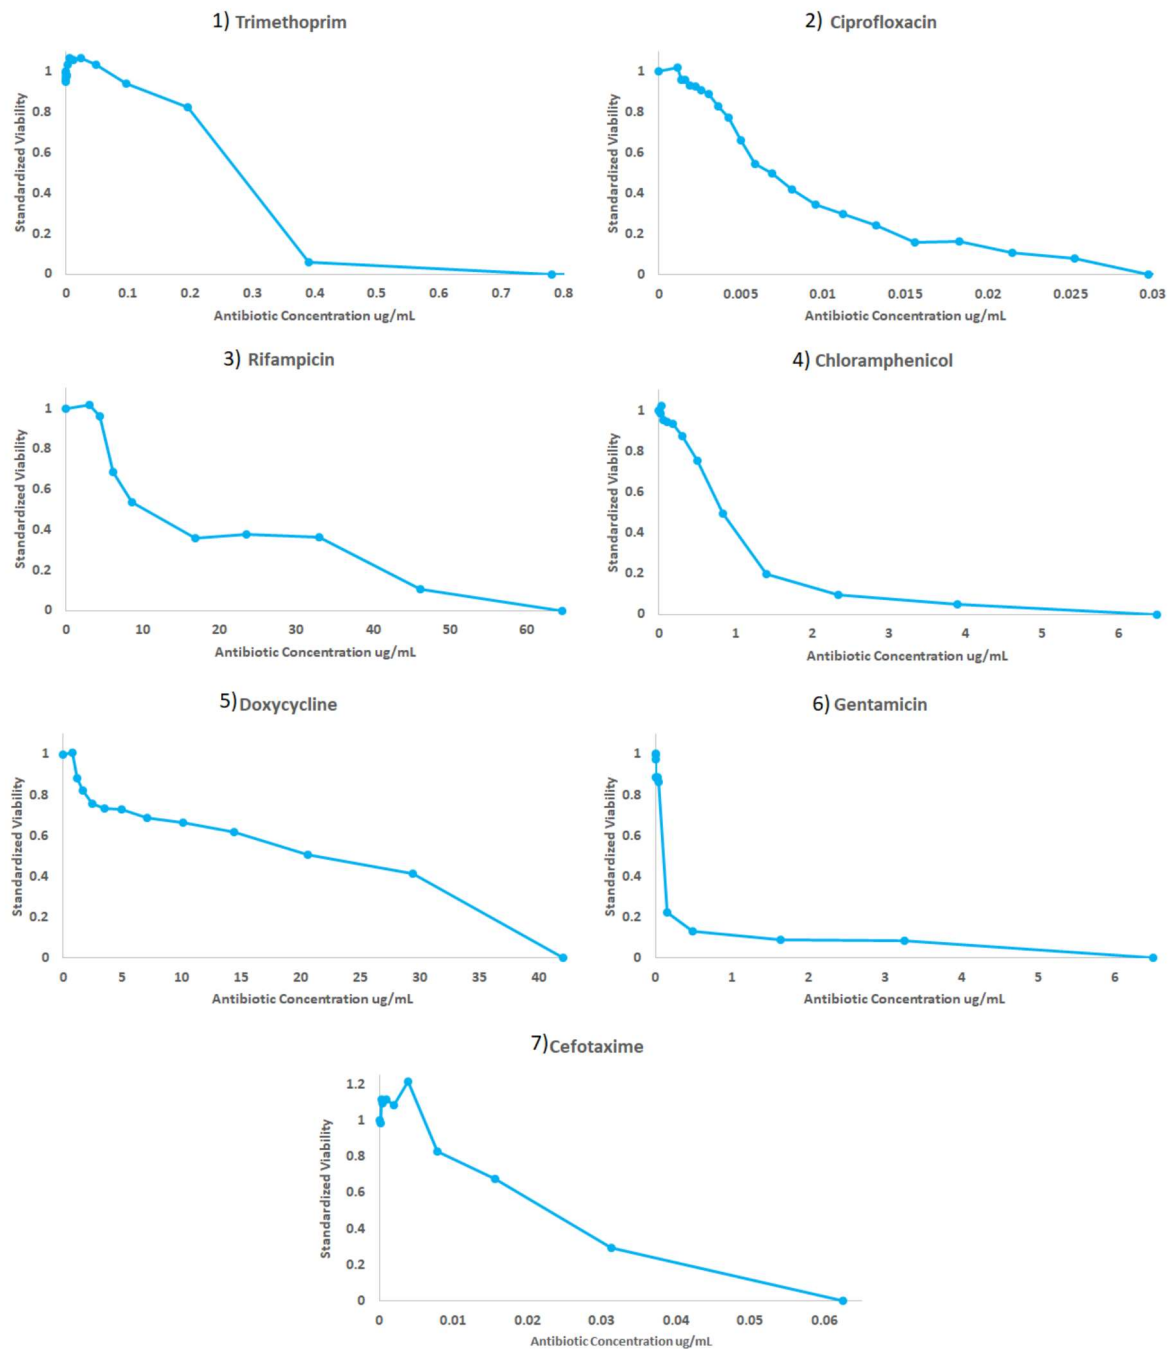 1) Trimethoprim
Standardized Viability
1
0.8
0.6
0.4
0.2
0
0 0.1 0.2 0.3 0.4 0.5 0.6 0.7 0.8
Antibiotic Concentration ug/mL
2) Ciprofloxacin
Standardized Viability
1
0.8
0.6
0.4
0.2
0
0 0.005 0.01 0.015 0.02 0.025 0.03
Antibiotic Concentration ug/mL
3) Rifampicin
Standardized Viability
1
0.8
0.6
0.4
0.2
0
0 10 20 30 40 50 60
Antibiotic Concentration ug/mL
4) Chloramphenicol
Standardized Viability
1
0.8
0.6
0.4
0.2
0
0 1 2 3 4 5 6
Antibiotic Concentration ug/mL
5) Doxycycline
Standardized Viability
1
0.8
0.6
0.4
0.2
0
0 5 10 15 20 25 30 35 40
Antibiotic Concentration ug/mL
6) Gentamicin
Standardized Viability
1
0.8
0.6
0.4
0.2
0
0 1 2 3 4 5 6
Antibiotic Concentration ug/mL
7) Cefotaxime
Standardized Viability
1.2
1
0.8
0.6
0.4
0.2
0
0 0.01 0.02 0.03 0.04 0.05 0.06
Antibiotic Concentration ug/mL